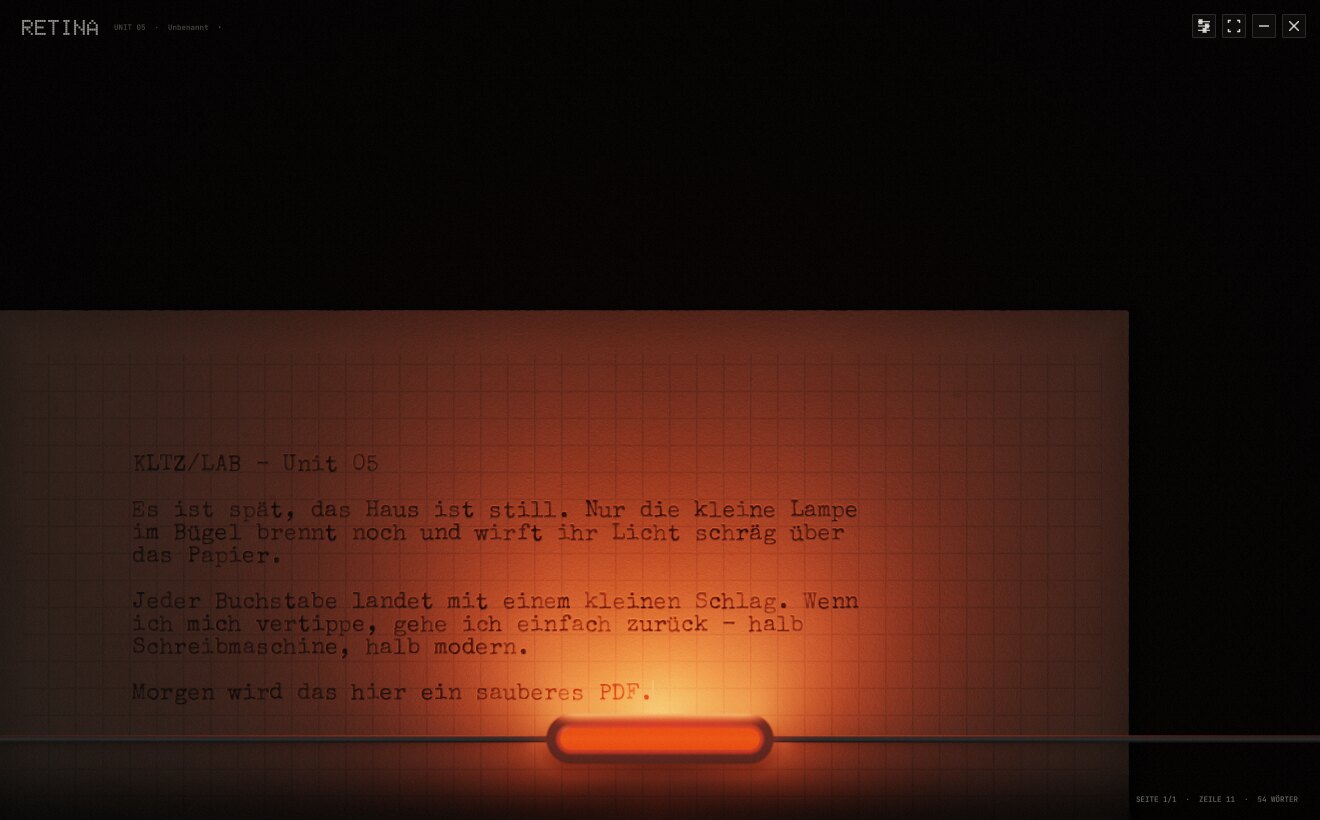 RETINA UNIT 05 · Unbenannt ·
KLTZ/LAB – Unit 05
Es ist spät, das Haus ist still. Nur die kleine Lampe
im Bügel brennt noch und wirft ihr Licht schräg über
das Papier.
Jeder Buchstabe landet mit einem kleinen Schlag. Wenn
ich mich vertippe, gehe ich einfach zurück – halb
Schreibmaschine, halb modern.
Morgen wird das hier ein sauberes PDF.
SEITE 1/1 · ZEILE 11 · 54 WÖRTER